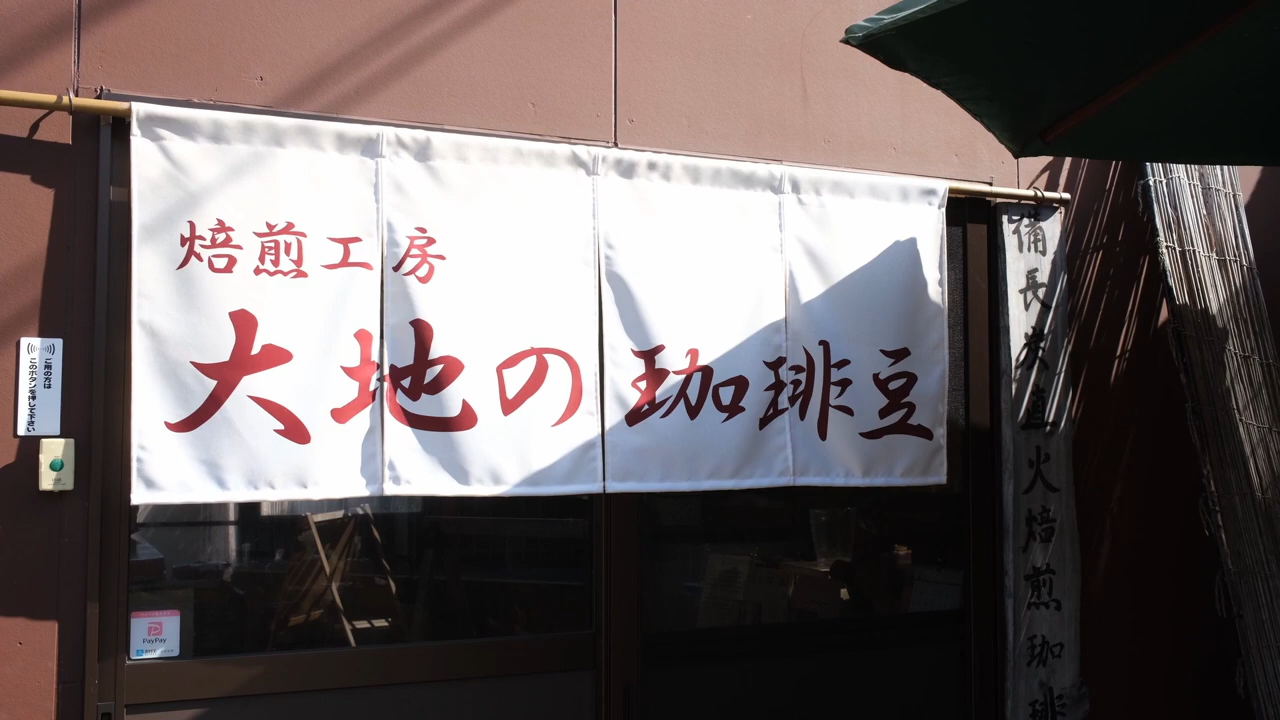 焙煎工房
大地の珈琲豆
備長炭直火焙煎珈琲
ご用の方は
このボタンを押して下さい
PayPay